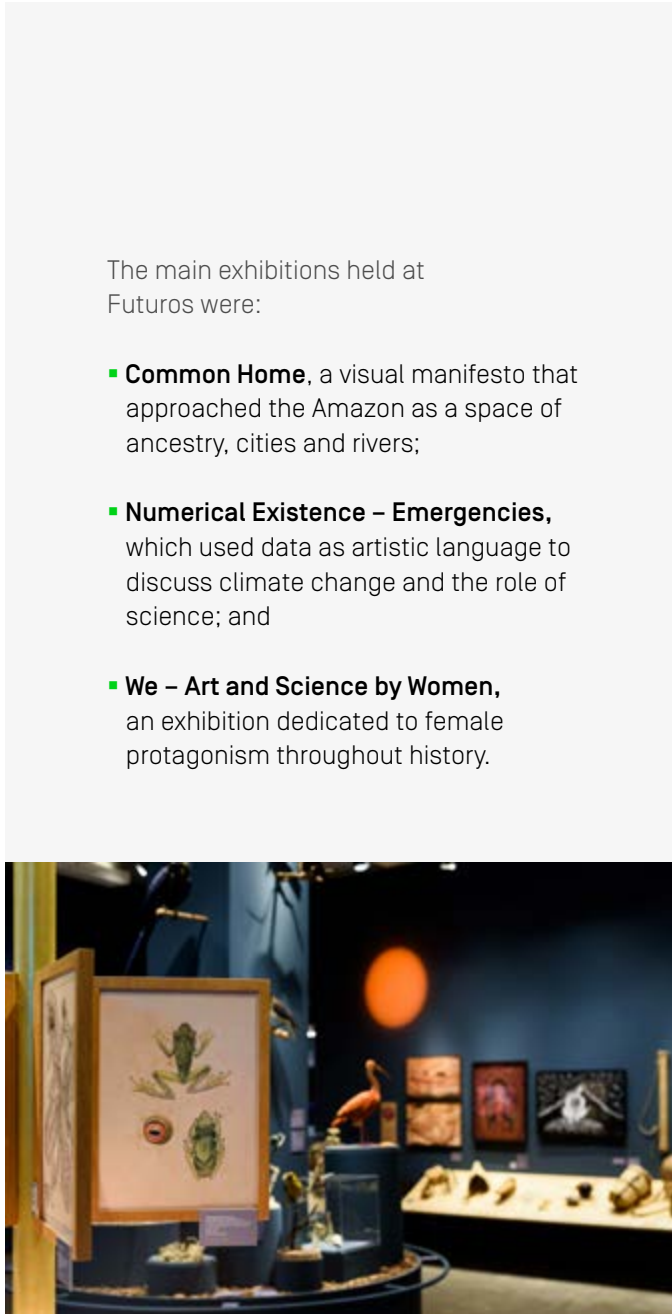 The main exhibitions held at
Futuros were:
▪ Common Home, a visual manifesto that
approached the Amazon as a space of
ancestry, cities and rivers;
▪ Numerical Existence – Emergencies,
which used data as artistic language to
discuss climate change and the role of
science; and
▪ We – Art and Science by Women,
an exhibition dedicated to female
protagonism throughout history.